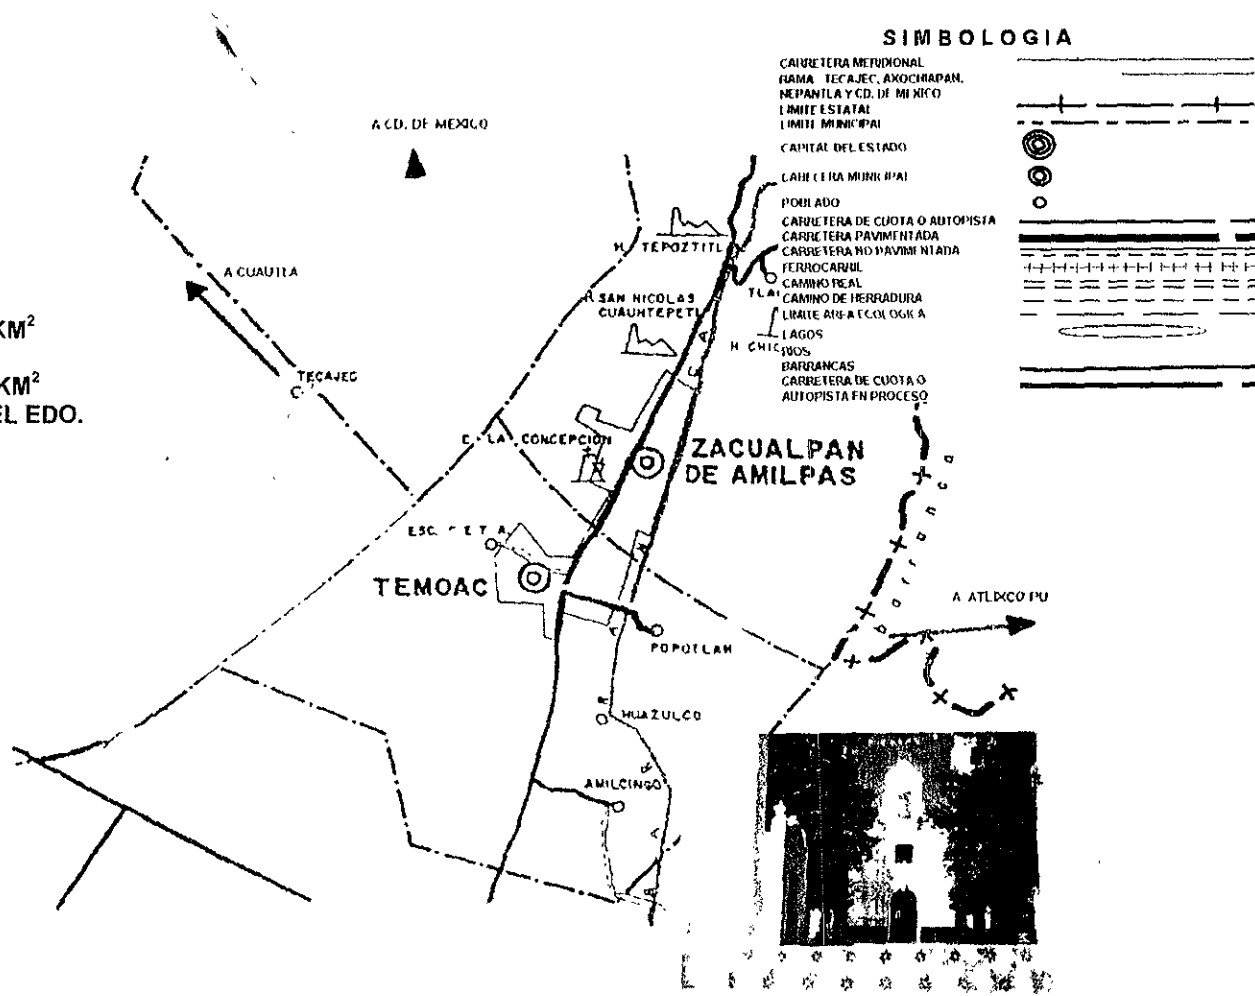 SIMBOLOGIA
CARRETERA MERIDIONAL
RAMA TECAJEC, AXOCHIAPAN,
NEPANTLA Y CD. DE MEXICO
LIMITE ESTATAL
LIMITE MUNICIPAL
CAPITAL DEL ESTADO
CABECERA MUNICIPAL
POBLADO
CARRETERA DE CUOTA O AUTOPISTA
CARRETERA PAVIMENTADA
CARRETERA NO PAVIMENTADA
FERROCARRIL
CAMINO REAL
CAMINO DE HERRADURA
LIMITE AREA ECOLOGICA
LAGOS
RIOS
BARRANCAS
CARRETERA DE CUOTA O
AUTOPISTA EN PROCESO
A CD. DE MEXICO
H. TEPOZTITL
A CUAUTLA
TLA
SAN NICOLAS
CUAUHTEPETL
KM²
H CHIC
TECAJEC
KM²
EL EDO.
E. LA CONCEPCION
ZACUALPAN
DE AMILPAS
barranca
ESC. E T A.
TEMOAC
A ATLIXCO PU
POPOTLAN
HUAZULCO
AMILCINGO